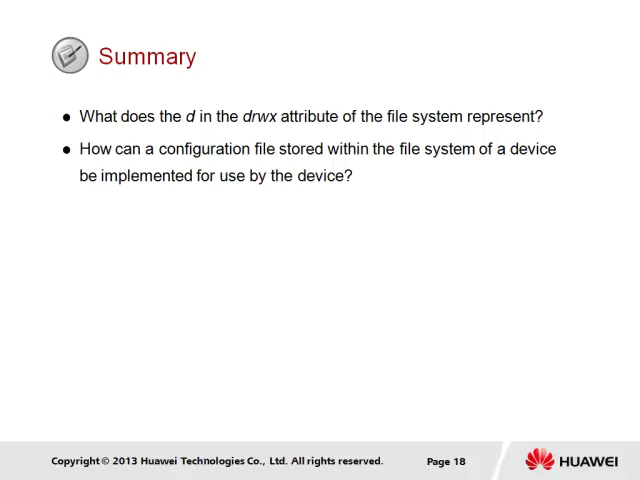 Summary
● What does the d in the drwx attribute of the file system represent?
● How can a configuration file stored within the file system of a device
be implemented for use by the device?
Copyright © 2013 Huawei Technologies Co., Ltd. All rights reserved.
Page 18
HUAWEI